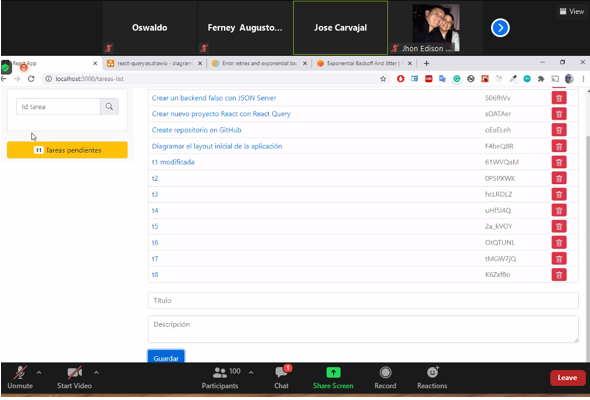 View
Oswaldo
Ferney Augusto...
Jose Carvajal
Jhon Edison ...
React App
react-query.es.drawio - diagram
Error retries and exponential ba
Exponential Backoff And Jitter |
localhost:3000/tareas-list
Id tarea
11 Tareas pendientes
Crear un backend falso con JSON Server S06fhVv
Crear nuevo proyecto React con React Query sOATAer
Create repositorio en GitHub oEaELeh
Diagramar el layout inicial de la aplicación F4heQ8R
t1 modificada 61WVQaM
t2 0PSPXWK
t3 hcLRDLZ
t4 uHf5I4Q
t5 2a_kVOY
t6 OtQTUNL
t7 tMGW7jQ
t8 K6Zxf8o
Título
Descripción
Guardar
Unmute
Start Video
100
Participants
1
Chat
Share Screen
Record
Reactions
Leave